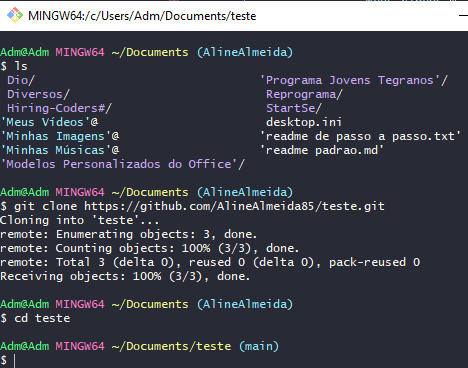 MINGW64:/c/Users/Adm/Documents/teste
Adm@Adm MINGW64 ~/Documents (AlineAlmeida)
$ ls
Dio/ 'Programa Jovens Tegranos'/
Diversos/ Reprograma/
Hiring-Coders#/ StartSe/
'Meus Vídeos'@ desktop.ini
'Minhas Imagens'@ 'readme de passo a passo.txt'
'Minhas Músicas'@ 'readme padrao.md'
'Modelos Personalizados do Office'/
Adm@Adm MINGW64 ~/Documents (AlineAlmeida)
$ git clone https://github.com/AlineAlmeida85/teste.git
Cloning into 'teste'...
remote: Enumerating objects: 3, done.
remote: Counting objects: 100% (3/3), done.
remote: Total 3 (delta 0), reused 0 (delta 0), pack-reused 0
Receiving objects: 100% (3/3), done.
Adm@Adm MINGW64 ~/Documents (AlineAlmeida)
$ cd teste
Adm@Adm MINGW64 ~/Documents/teste (main)
$